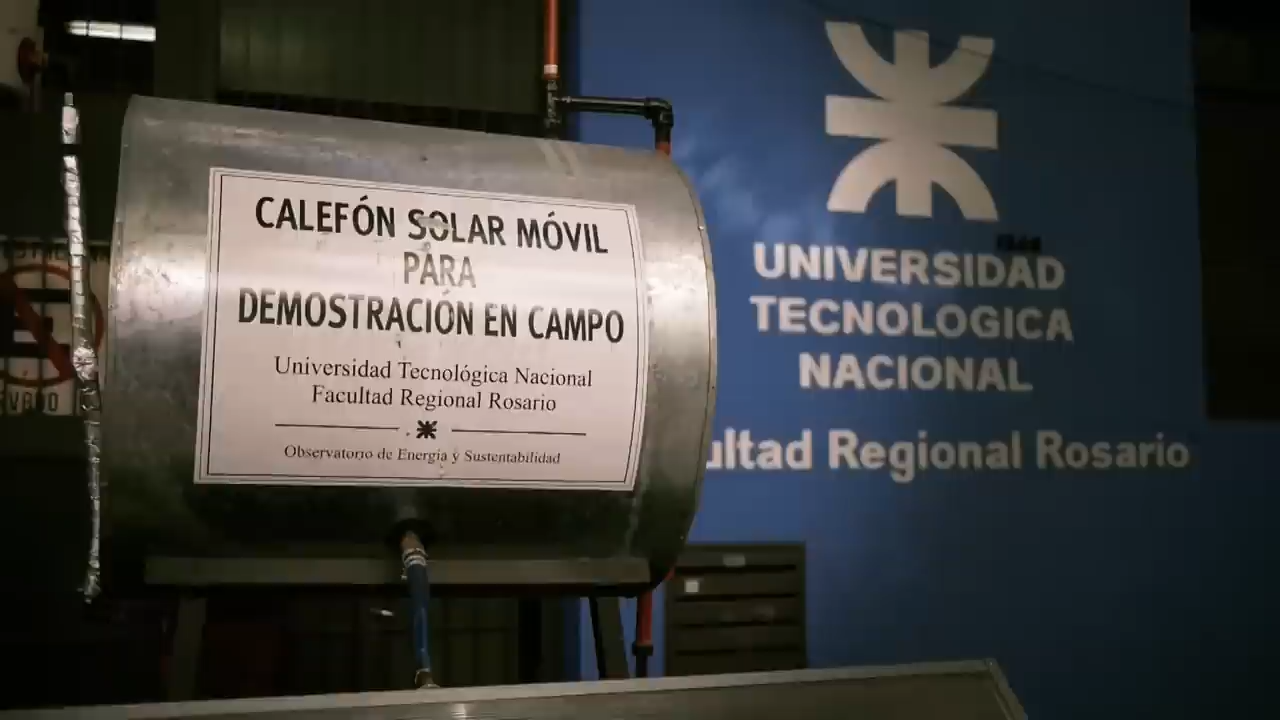 CALEFÓN SOLAR MÓVIL
PARA
DEMOSTRACIÓN EN CAMPO
Universidad Tecnológica Nacional
Facultad Regional Rosario
Observatorio de Energía y Sustentabilidad
UNIVERSIDAD
TECNOLOGICA
NACIONAL
ultad Regional Rosario